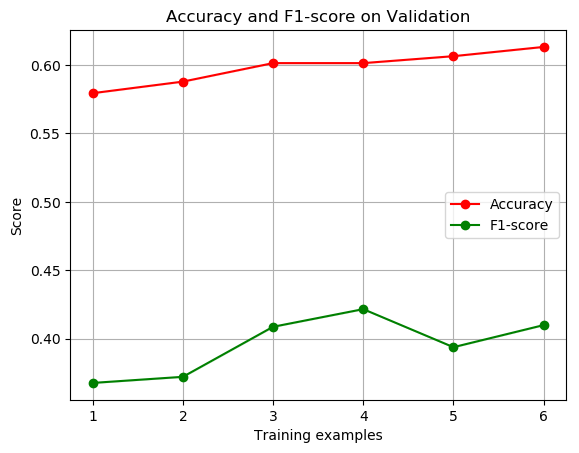 Accuracy and F1-score on Validation
0.60
0.55
0.50
0.45
0.40
Score
Accuracy
F1-score
1 2 3 4 5 6
Training examples